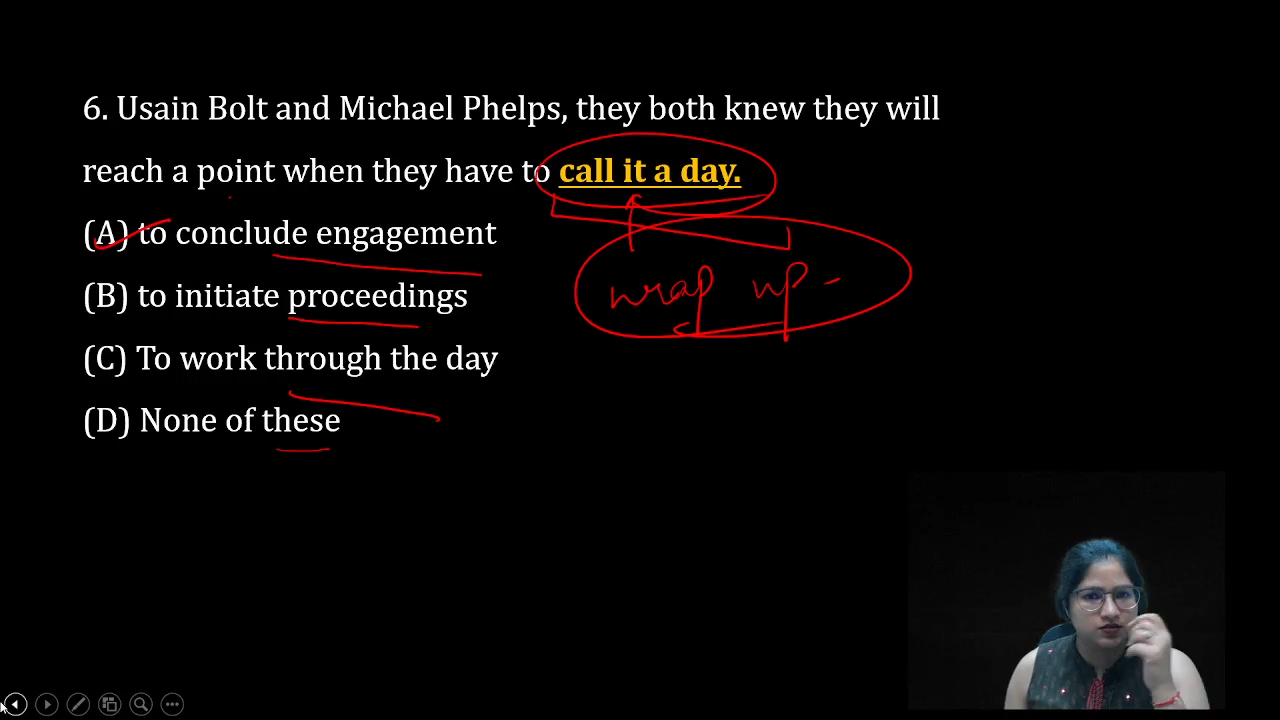 6. Usain Bolt and Michael Phelps, they both knew they will
reach a point when they have to call it a day.
(A) to conclude engagement
(B) to initiate proceedings
(C) To work through the day
(D) None of these
wrap up